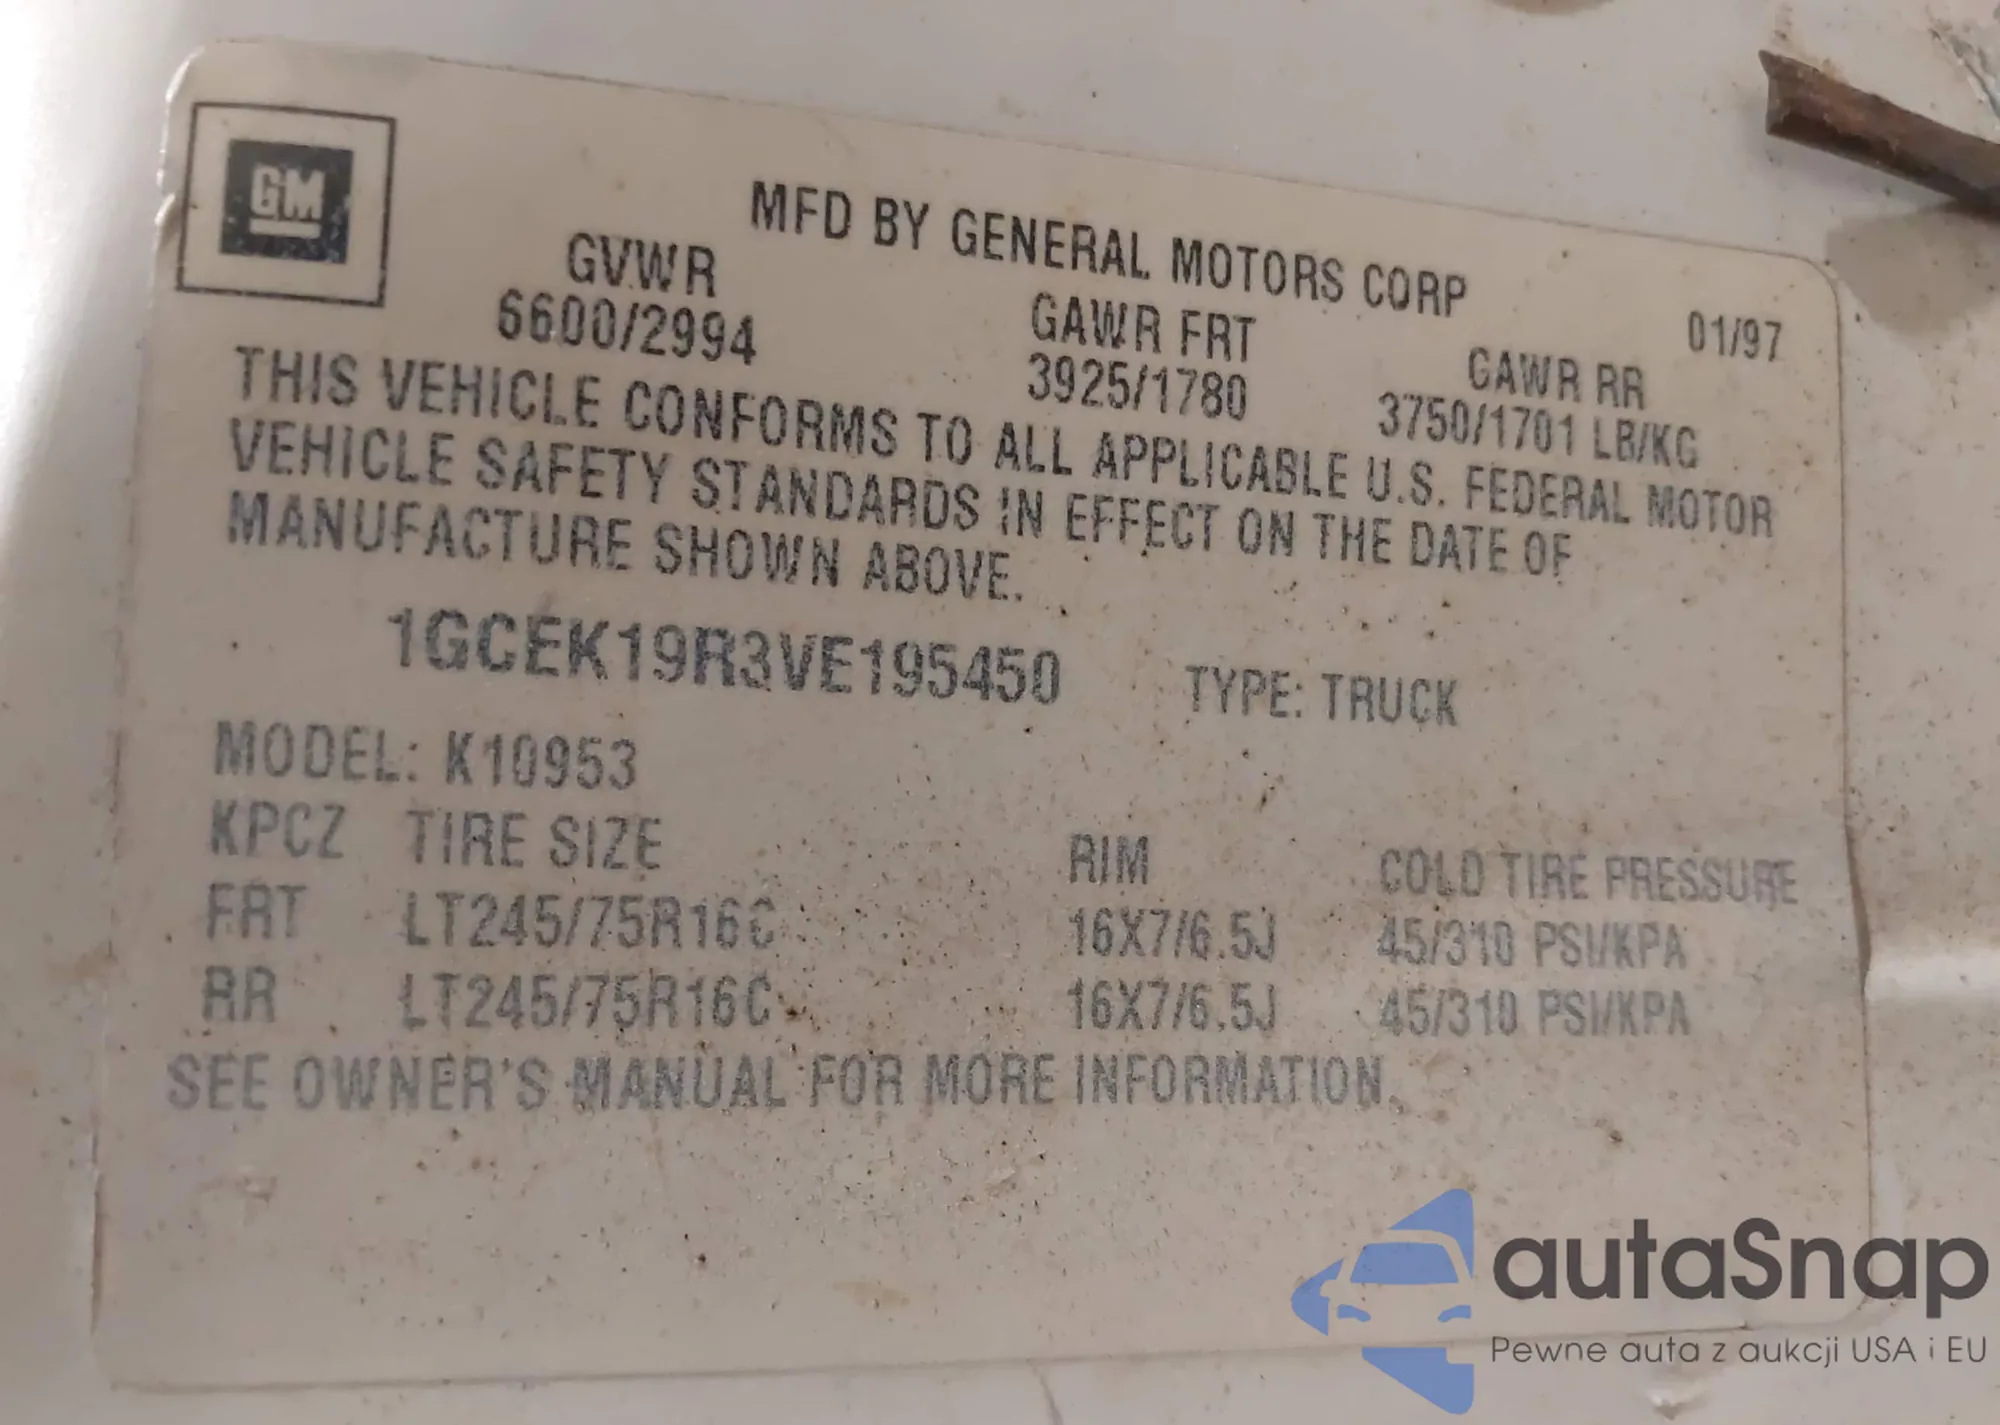 GM
MFD BY GENERAL MOTORS CORP
01/97
GVWR GAWR FRT GAWR RR
6600/2994 3925/1780 3750/1701 LB/KG
THIS VEHICLE CONFORMS TO ALL APPLICABLE U.S. FEDERAL MOTOR
VEHICLE SAFETY STANDARDS IN EFFECT ON THE DATE OF
MANUFACTURE SHOWN ABOVE.
1GCEK19R3VE195450 TYPE: TRUCK
MODEL: K10953
KPCZ TIRE SIZE RIM COLD TIRE PRESSURE
FRT LT245/75R16C 16X7/6.5J 45/310 PSI/KPA
RR LT245/75R16C 16X7/6.5J 45/310 PSI/KPA
SEE OWNER'S MANUAL FOR MORE INFORMATION.
autaSnap
Pewne auta z aukcji USA i EU